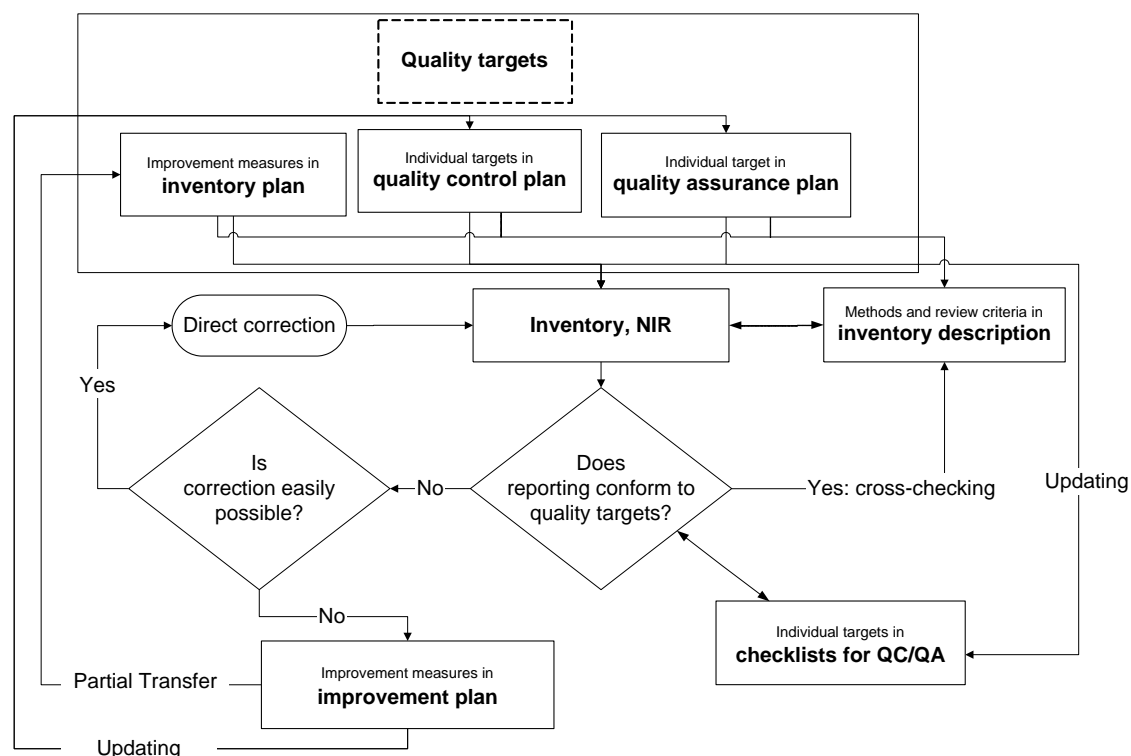 Quality targets
Improvement measures in
inventory plan
Individual targets in
quality control plan
Individual target in
quality assurance plan
Direct correction
Inventory, NIR
Methods and review criteria in
inventory description
Yes
Is
correction easily
possible?
No
Does
reporting conform to
quality targets?
Yes: cross-checking
Updating
No
Individual targets in
checklists for QC/QA
Improvement measures in
improvement plan
Partial Transfer
Updating